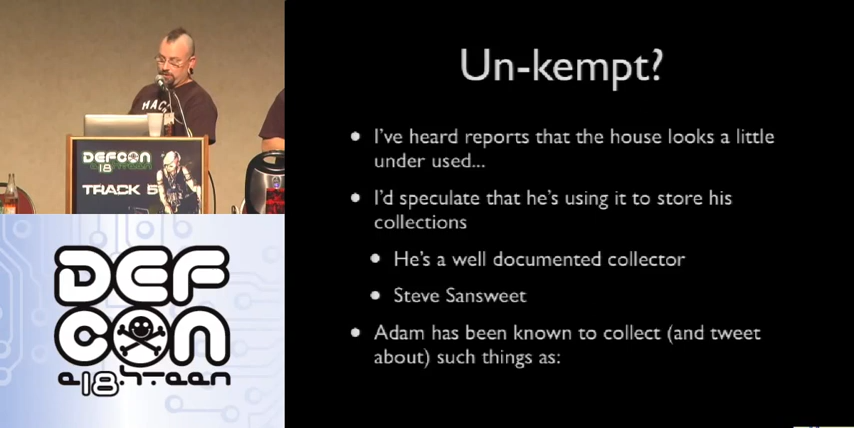 HAC
DEFCON
18
TRACK 5
DEF
CON
e18hteen
Un-kempt?
I've heard reports that the house looks a little
under used...
I'd speculate that he's using it to store his
collections
He's a well documented collector
Steve Sansweet
Adam has been known to collect (and tweet
about) such things as: